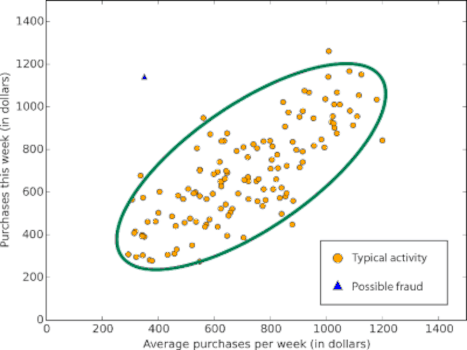 Purchases this week (in dollars)
1400
1200
1000
800
600
400
200
0
0 200 400 600 800 1000 1200 1400
Average purchases per week (in dollars)
Typical activity
Possible fraud